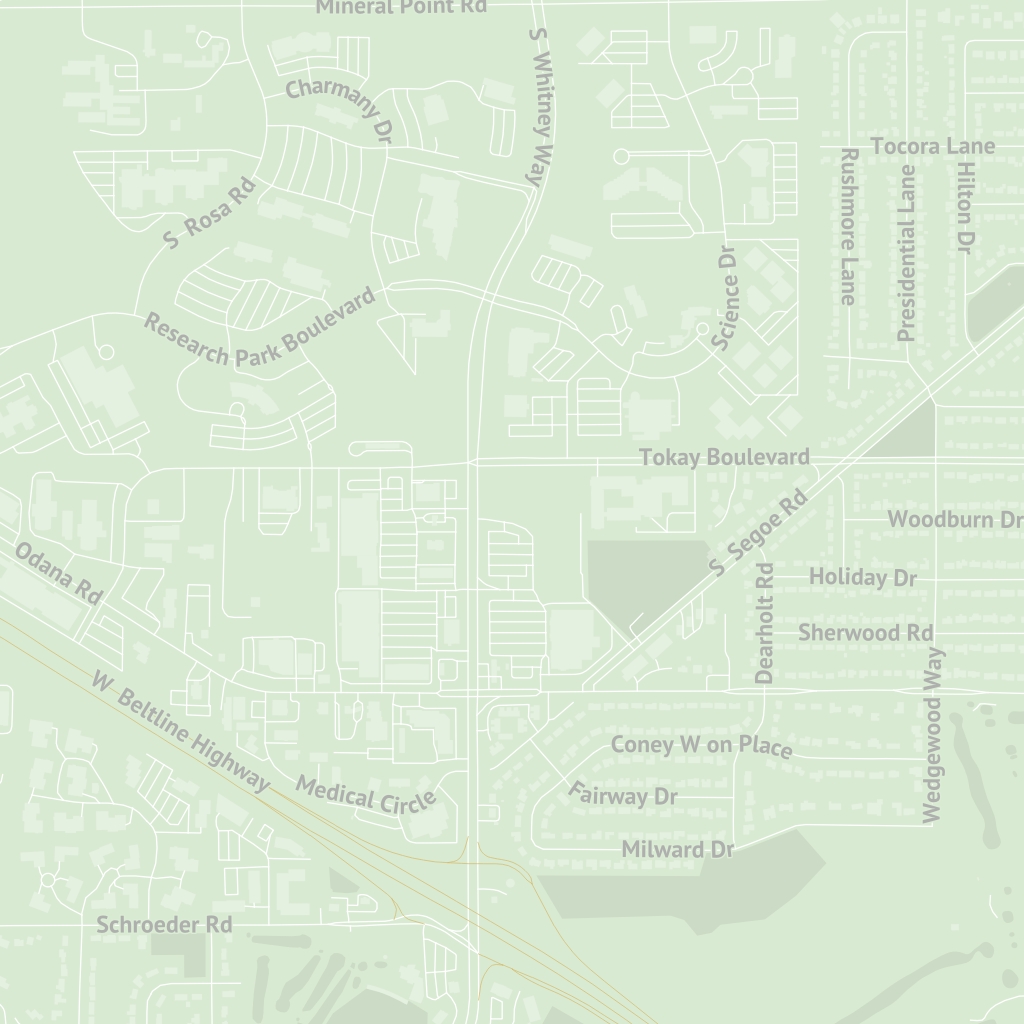 Mineral Point Rd
S Whitney Way
Charmany Dr
Tocora Lane
Rushmore Lane
Presidential Lane
Hilton Dr
S Rosa Rd
Science Dr
Research Park Boulevard
Tokay Boulevard
S Segoe Rd
Woodburn Dr
Odana Rd
Holiday Dr
Dearholt Rd
Sherwood Rd
Wedgewood Way
W Beltline Highway
Coney W on Place
Medical Circle
Fairway Dr
Milward Dr
Schroeder Rd